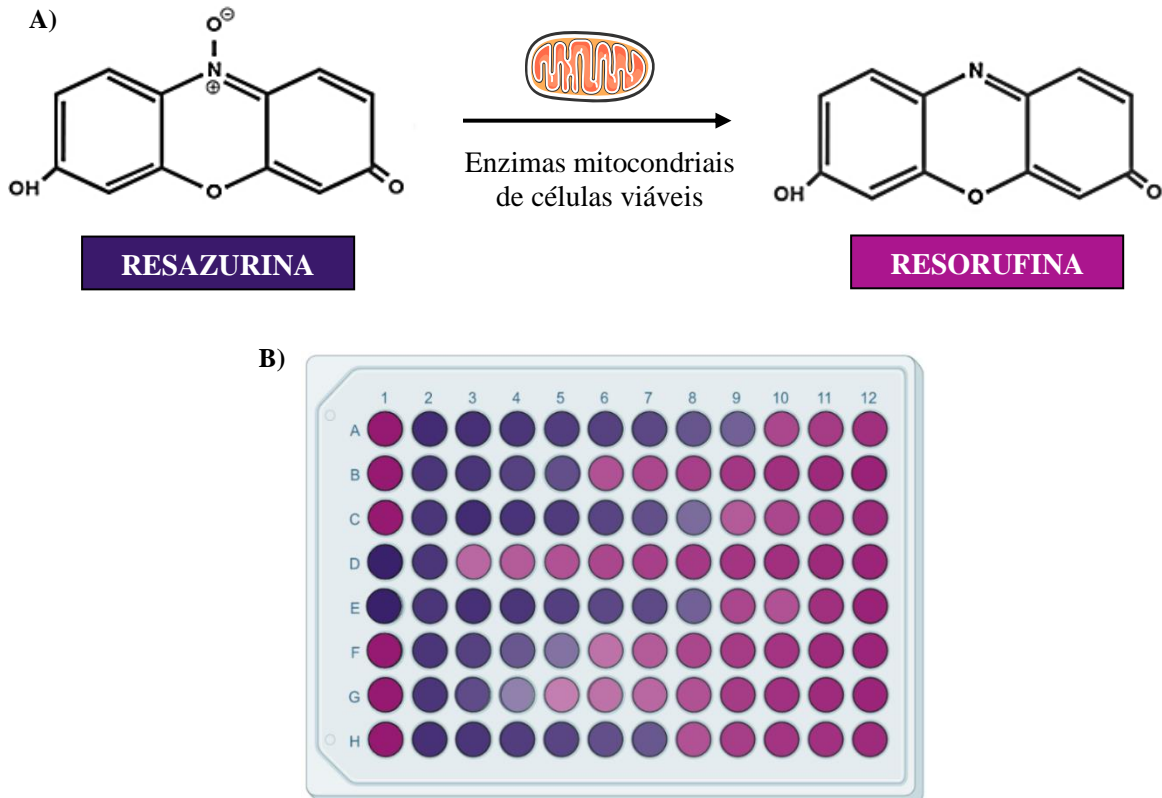 A)
O⊖
N
⊕
OH
O
O
Enzimas mitocondriais
de células viáveis
N
OH
O
O
RESAZURINA
RESORUFINA
B)
1 2 3 4 5 6 7 8 9 10 11 12
A
B
C
D
E
F
G
H